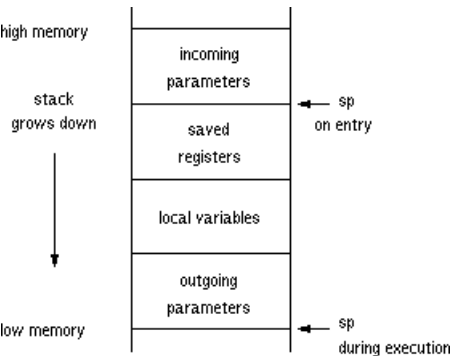 high memory
incoming
parameters
stack
grows down
sp
on entry
saved
registers
local variables
outgoing
parameters
low memory
sp
during execution